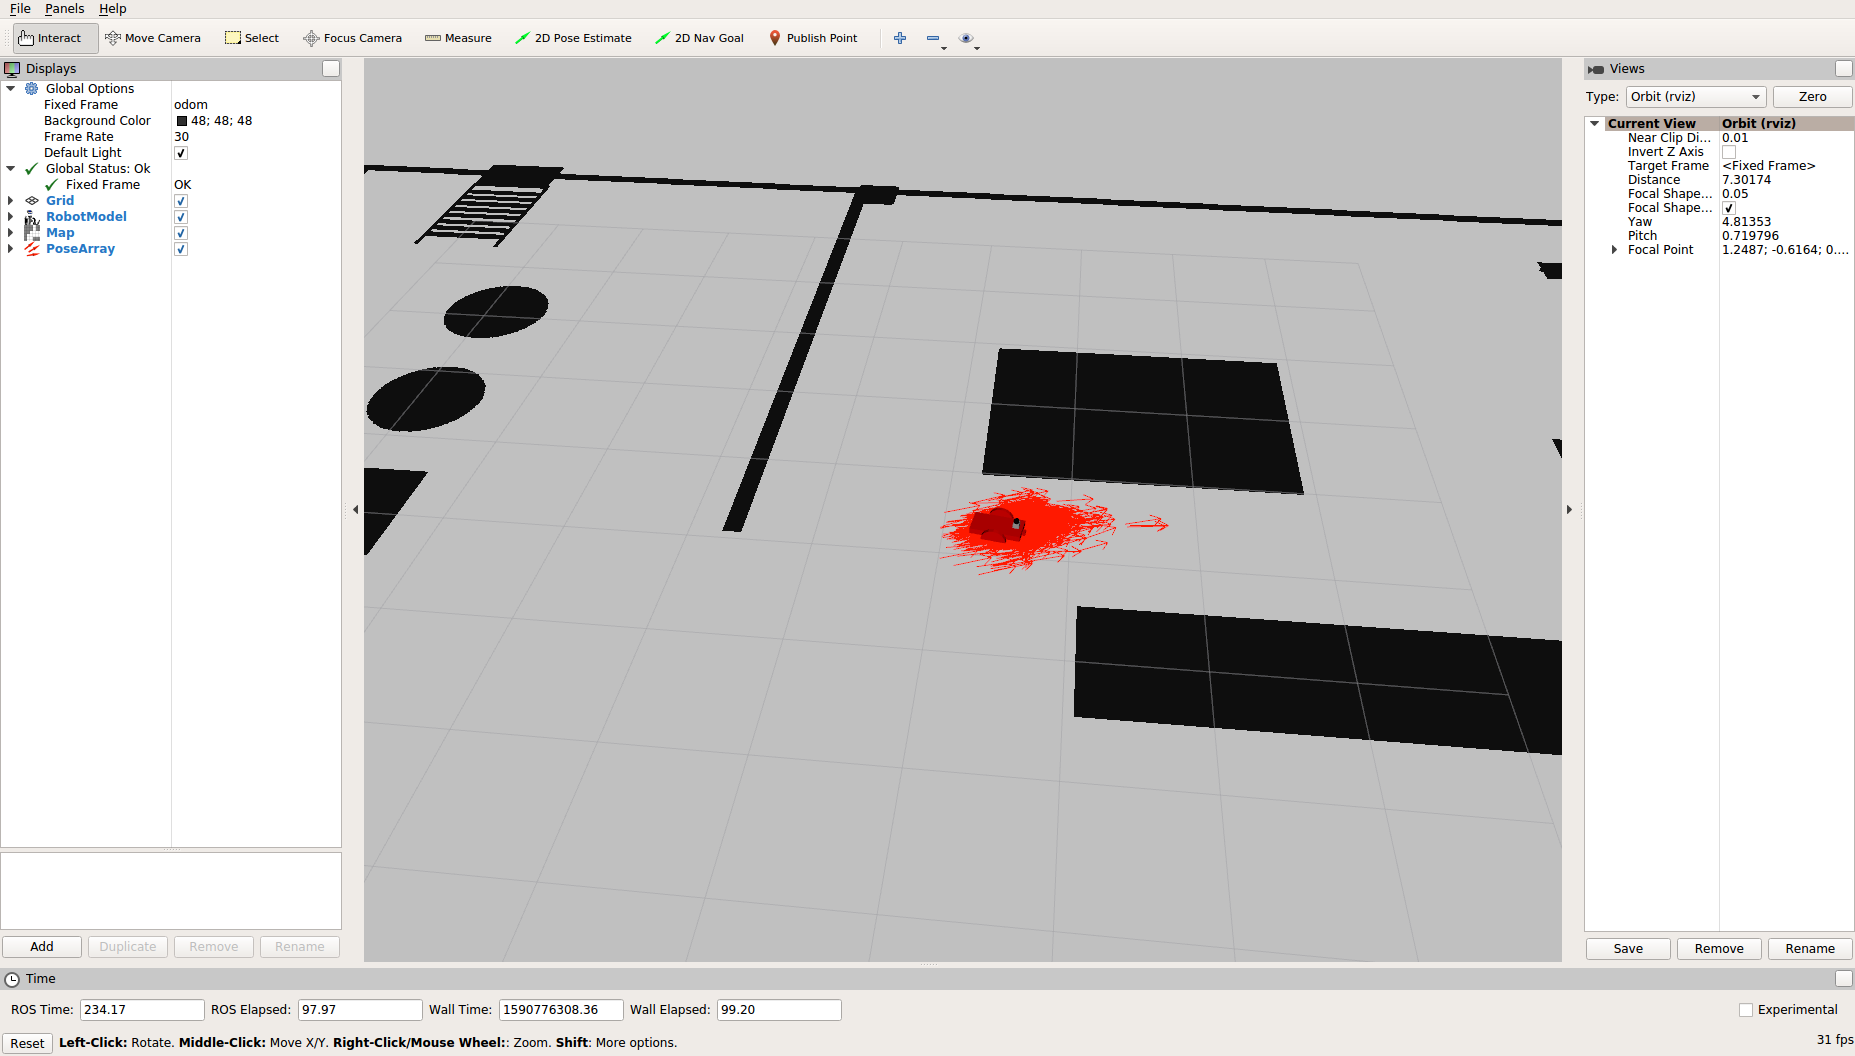 File Panels Help
Interact Move Camera Select Focus Camera Measure 2D Pose Estimate 2D Nav Goal Publish Point
Displays
Global Options
Fixed Frame odom
Background Color 48; 48; 48
Frame Rate 30
Default Light
Global Status: Ok
Fixed Frame OK
Grid
RobotModel
Map
PoseArray
Add Duplicate Remove Rename
Views
Type: Orbit (rviz) Zero
Current View Orbit (rviz)
Near Clip Di... 0.01
Invert Z Axis
Target Frame <Fixed Frame>
Distance 7.30174
Focal Shape... 0.05
Focal Shape...
Yaw 4.81353
Pitch 0.719796
Focal Point 1.2487; -0.6164; 0....
Save Remove Rename
Time
ROS Time: 234.17 ROS Elapsed: 97.97 Wall Time: 1590776308.36 Wall Elapsed: 99.20 Experimental
Reset Left-Click: Rotate. Middle-Click: Move X/Y. Right-Click/Mouse Wheel:: Zoom. Shift: More options. 31 fps